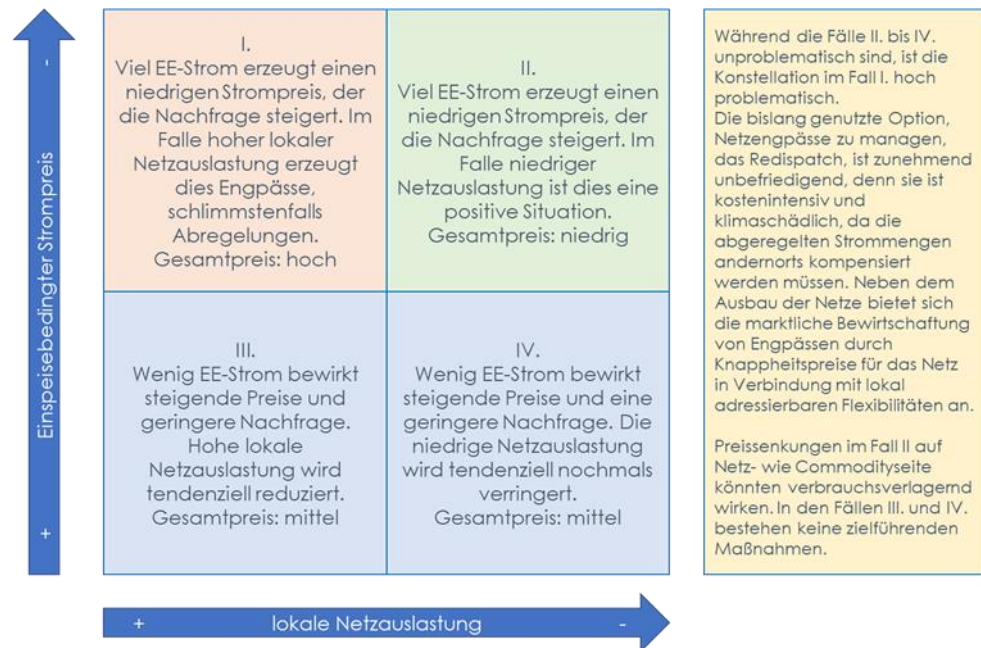 -
Einspeisebedingter Strompreis
+
I.
Viel EE-Strom erzeugt einen
niedrigen Strompreis, der
die Nachfrage steigert. Im
Falle hoher lokaler
Netzauslastung erzeugt
dies Engpässe,
schlimmstenfalls
Abregelungen.
Gesamtpreis: hoch
II.
Viel EE-Strom erzeugt einen
niedrigen Strompreis, der
die Nachfrage steigert. Im
Falle niedriger
Netzauslastung ist dies eine
positive Situation.
Gesamtpreis: niedrig
III.
Wenig EE-Strom bewirkt
steigende Preise und
geringere Nachfrage.
Hohe lokale
Netzauslastung wird
tendenziell reduziert.
Gesamtpreis: mittel
IV.
Wenig EE-Strom bewirkt
steigende Preise und eine
geringere Nachfrage. Die
niedrige Netzauslastung
wird tendenziell nochmals
verringert.
Gesamtpreis: mittel
+ lokale Netzauslastung -
Während die Fälle II. bis IV.
unproblematisch sind, ist die
Konstellation im Fall I. hoch
problematisch.
Die bislang genutzte Option,
Netzengpässe zu managen,
das Redispatch, ist zunehmend
unbefriedigend, denn sie ist
kostenintensiv und
klimaschädlich, da die
abgeregelten Strommengen
andernorts kompensiert
werden müssen. Neben dem
Ausbau der Netze bietet sich
die marktliche Bewirtschaftung
von Engpässen durch
Knappheitspreise für das Netz
in Verbindung mit lokal
adressierbaren Flexibilitäten an.
Preissenkungen im Fall II auf
Netz- wie Commodityseite
könnten verbrauchsverlagernd
wirken. In den Fällen III. und IV.
bestehen keine zielführenden
Maßnahmen.